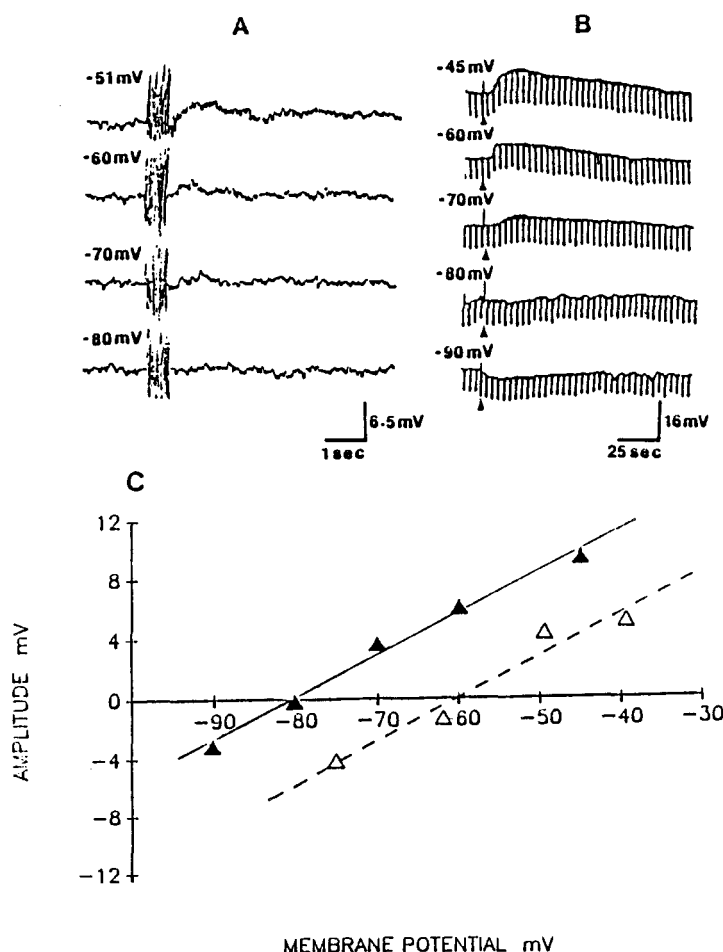 A
B
-51mV
-60mV
-70mV
-80mV
6·5mV
1sec
-45mV
-60mV
-70mV
-80mV
-90mV
16mV
25sec
C
12
8
4
0
-4
-8
-12
-90 -80 -70 -60 -50 -40 -30
AMPLITUDE mV
MEMBRANE POTENTIAL mV